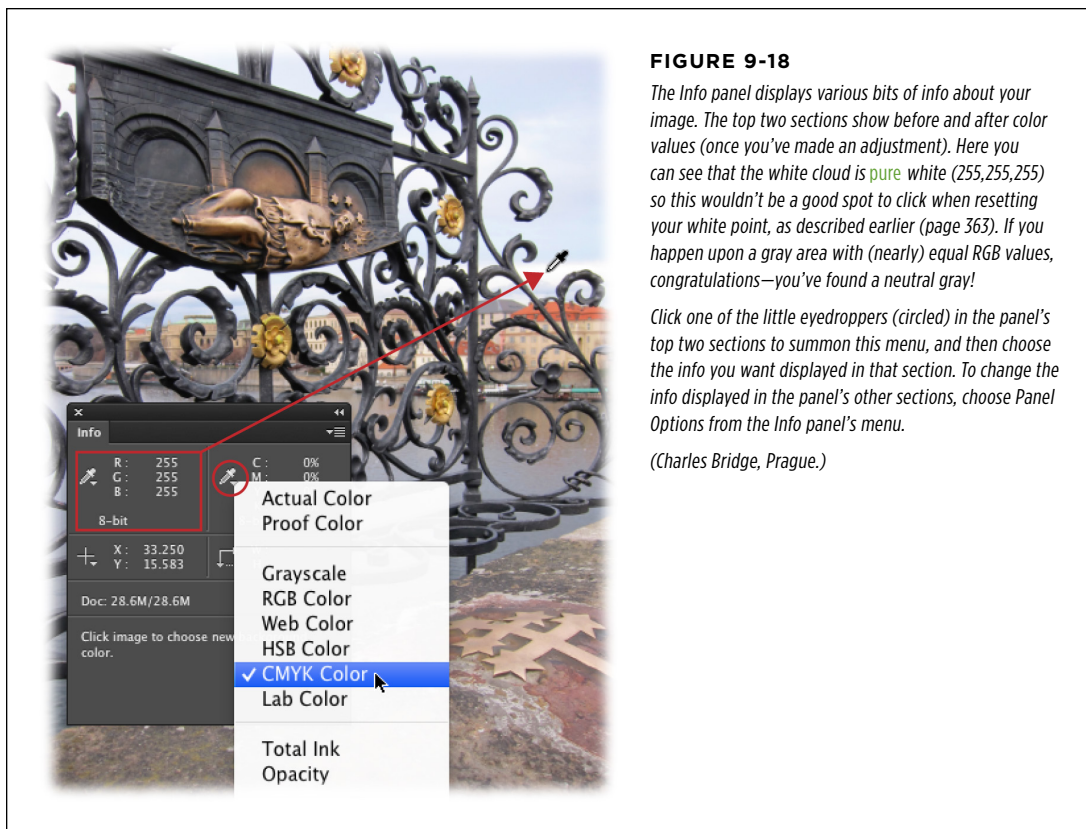 FIGURE 9-18
The Info panel displays various bits of info about your
image. The top two sections show before and after color
values (once you've made an adjustment). Here you
can see that the white cloud is pure white (255,255,255)
so this wouldn't be a good spot to click when resetting
your white point, as described earlier (page 363). If you
happen upon a gray area with (nearly) equal RGB values,
congratulations—you've found a neutral gray!
Click one of the little eyedroppers (circled) in the panel's
top two sections to summon this menu, and then choose
the info you want displayed in that section. To change the
info displayed in the panel's other sections, choose Panel
Options from the Info panel's menu.
(Charles Bridge, Prague.)
Info
R: 255
G: 255
B: 255
8-bit
C: 0%
M: 0%
X: 33.250
Y: 15.583
Doc: 28.6M/28.6M
Click image to choose new
color.
Actual Color
Proof Color
Grayscale
RGB Color
Web Color
HSB Color
CMYK Color
Lab Color
Total Ink
Opacity